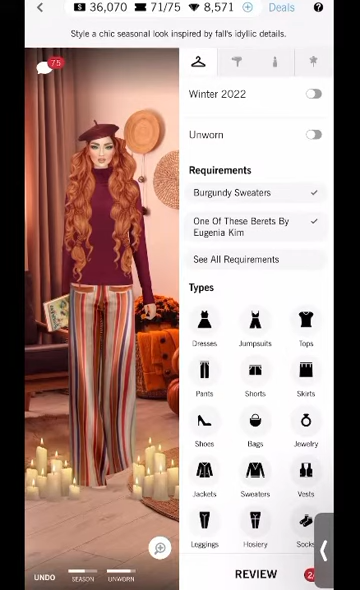 $ 36,070 71/75 8,571 Deals ?
Style a chic seasonal look inspired by fall's idyllic details.
75
Winter 2022
Unworn
Requirements
Burgundy Sweaters
One Of These Berets By
Eugenia Kim
See All Requirements
Types
Dresses Jumpsuits Tops
Pants Shorts Skirts
Shoes Bags Jewelry
Jackets Sweaters Vests
Leggings Hosiery Socks
UNDO SEASON UNWORN
REVIEW